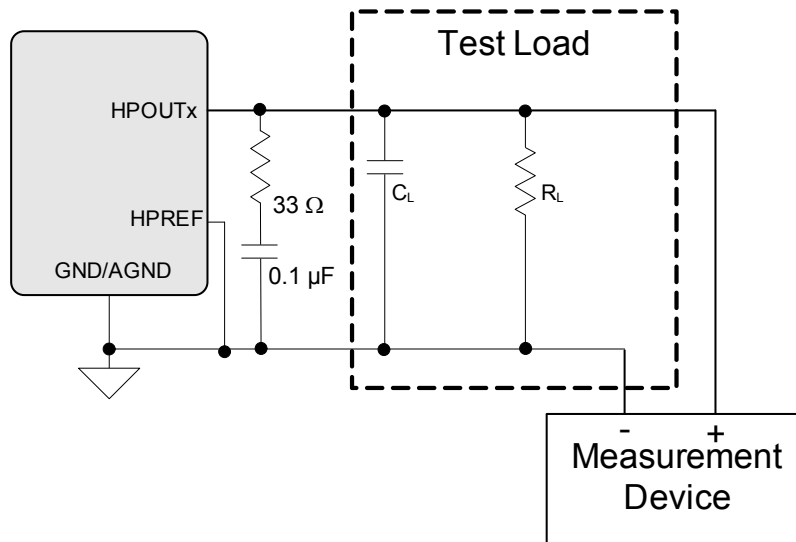 Test Load
HPOUTx
HPREF
GND/AGND
33 Ω
0.1 µF
CL
RL
- +
Measurement
Device